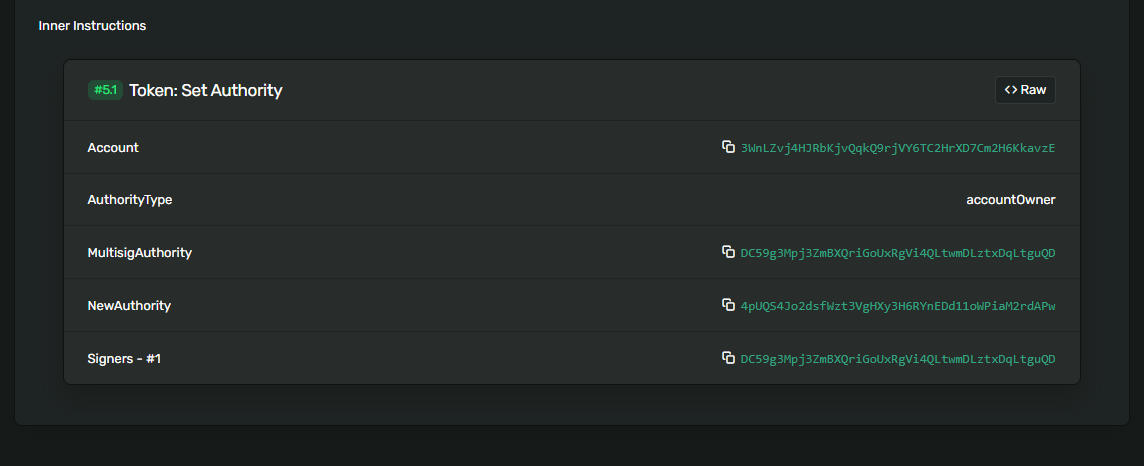 Inner Instructions
#5.1 Token: Set Authority <> Raw
Account 3WnLZvj4HJRbKjvQqkQ9rjVY6TC2HrXD7Cm2H6KkavzE
AuthorityType accountOwner
MultisigAuthority DC59g3Mpj3ZmBXQriGoUxRgVi4QLtwmDLztxDqLtguQD
NewAuthority 4pUQS4Jo2dsfWzt3VgHXy3H6RYnEDd11oWPiaM2rdAPw
Signers - #1 DC59g3Mpj3ZmBXQriGoUxRgVi4QLtwmDLztxDqLtguQD